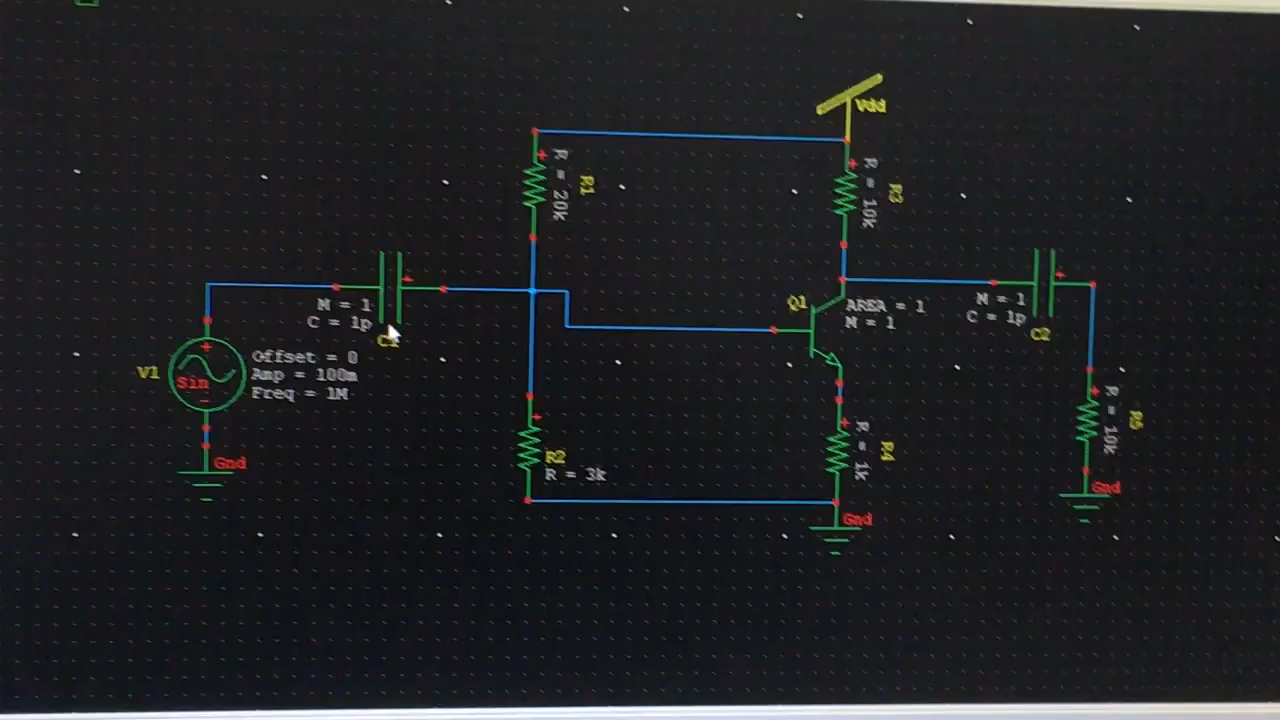 Vdd
R = 20k
R1
R = 10k
R3
M = 1
C = 1p
C1
V1
Sin
Offset = 0
Amp = 100m
Freq = 1M
Gnd
Q1
AREA = 1
M = 1
M = 1
C = 1p
C2
R2
R = 3k
R = 1k
R4
Gnd
R = 10k
R5
Gnd